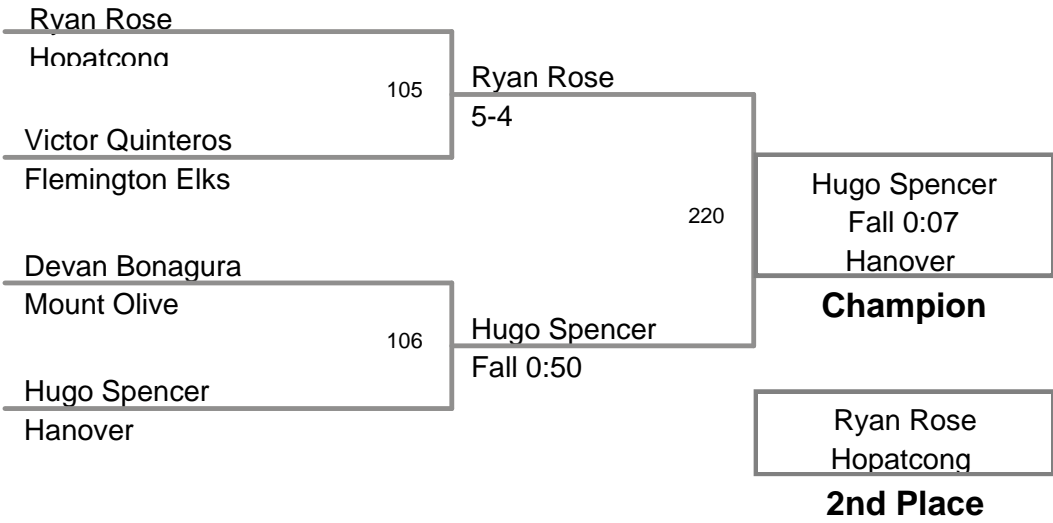 Ryan Rose
Hopatcong
105
Victor Quinteros
Flemington Elks
Ryan Rose
5-4
Devan Bonagura
Mount Olive
106
Hugo Spencer
Hanover
Hugo Spencer
Fall 0:50
220
Hugo Spencer
Fall 0:07
Hanover
Champion
Ryan Rose
Hopatcong
2nd Place